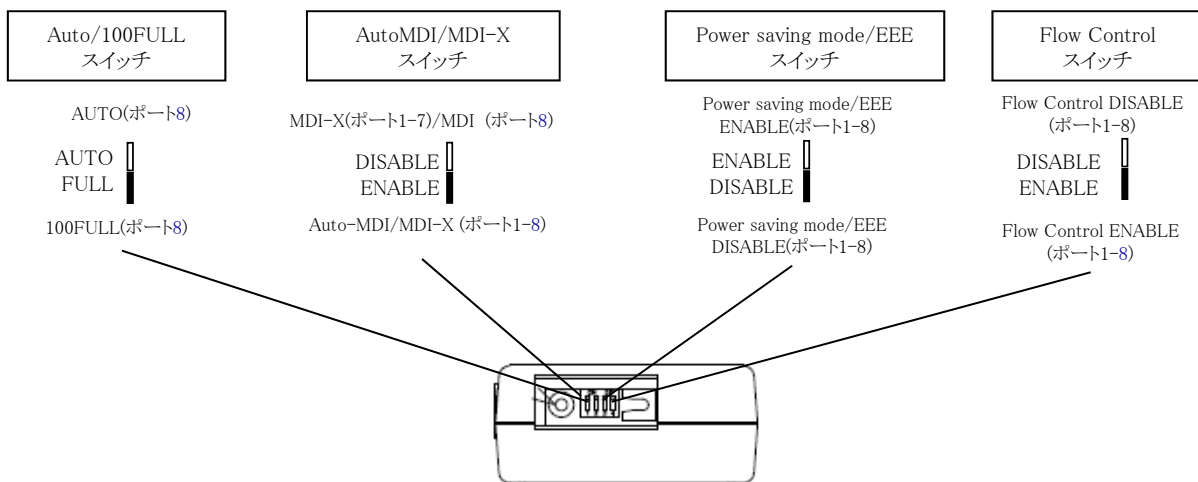 Auto/100FULL
スイッチ
AUTO(ポート8)
AUTO
FULL
100FULL(ポート8)
AutoMDI/MDI-X
スイッチ
MDI-X(ポート1-7)/MDI (ポート8)
DISABLE
ENABLE
Auto-MDI/MDI-X (ポート1-8)
Power saving mode/EEE
スイッチ
Power saving mode/EEE
ENABLE(ポート1-8)
ENABLE
DISABLE
Power saving mode/EEE
DISABLE(ポート1-8)
Flow Control
スイッチ
Flow Control DISABLE
(ポート1-8)
DISABLE
ENABLE
Flow Control ENABLE
(ポート1-8)